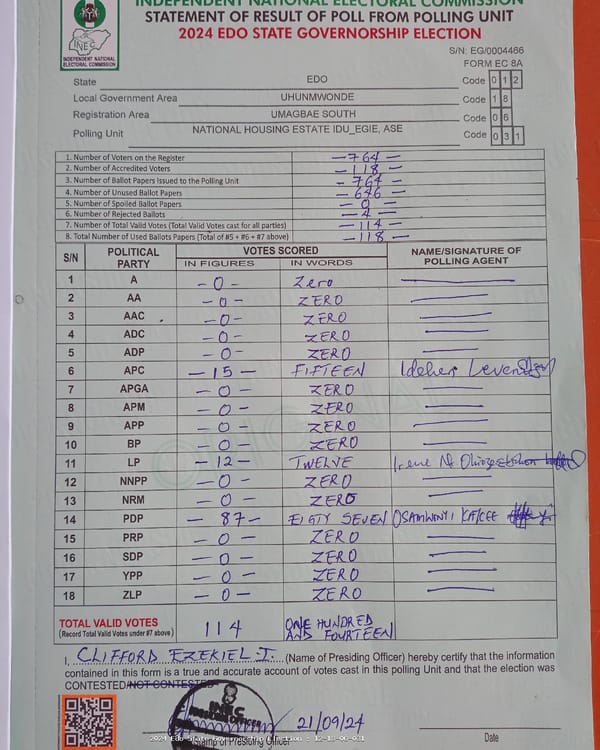 INDEPENDENT NATIONAL ELECTORAL COMMISSION
STATEMENT OF RESULT OF POLL FROM POLLING UNIT
2024 EDO STATE GOVERNORSHIP ELECTION
INEC
INDEPENDENT NATIONAL
ELECTORAL COMMISSION
S/N: EG/0004466
FORM EC 8A
State EDO Code 0 1 2
Local Government Area UHUNMWONDE Code 1 8
Registration Area UMAGBAE SOUTH Code 0 6
Polling Unit NATIONAL HOUSING ESTATE IDU_EGIE, ASE Code 0 3 1
1. Number of Voters on the Register — 764 —
2. Number of Accredited Voters — 118 —
3. Number of Ballot Papers Issued to the Polling Unit — 764 —
4. Number of Unused Ballot Papers — 646 —
5. Number of Spoiled Ballot Papers — 0 —
6. Number of Rejected Ballots — 4 —
7. Number of Total Valid Votes (Total Valid Votes cast for all parties) — 114 —
8. Total Number of Used Ballots Papers (Total of #5 + #6 + #7 above) — 118 —
S/N POLITICAL PARTY VOTES SCORED NAME/SIGNATURE OF POLLING AGENT
IN FIGURES IN WORDS
1 A - 0 - Zero
2 AA - 0 - ZERO
3 AAC - 0 - ZERO
4 ADC - 0 - ZERO
5 ADP - 0 - ZERO
6 APC - 15 - FIFTEEN Idehen
7 APGA - 0 - ZERO
8 APM - 0 - ZERO
9 APP - 0 - ZERO
10 BP - 0 - ZERO
11 LP - 12 - TWELVE Irene
12 NNPP - 0 - ZERO
13 NRM - 0 - ZERO
14 PDP - 87 - EIGTY SEVEN
15 PRP - 0 - ZERO
16 SDP - 0 - ZERO
17 YPP - 0 - ZERO
18 ZLP - 0 - ZERO
TOTAL VALID VOTES 114 ONE HUNDRED
(Record Total Valid Votes under #7 above) AND FOURTEEN
I, CLIFFORD EZEKIEL J. (Name of Presiding Officer) hereby certify that the information
contained in this form is a true and accurate account of votes cast in this polling Unit and that the election was
CONTESTED/NOT CONTESTED
INEC
PRESIDING OFFICER
21/09/24
Stamp of Presiding Officer Date